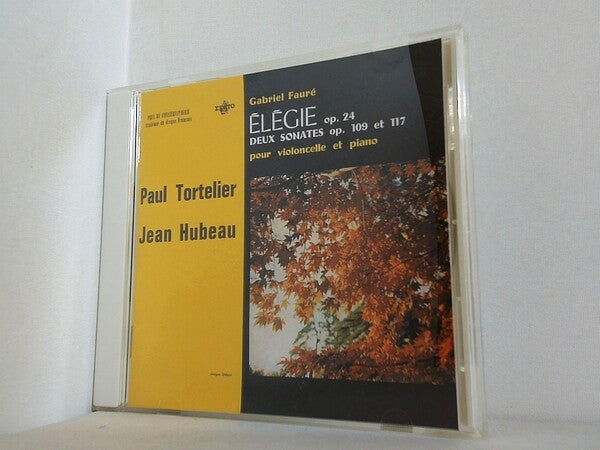 Gabriel Fauré
ÉLÉGIE op. 24
DEUX SONATES op. 109 et 117
pour violoncelle et piano
ERATO
Paul Tortelier
Jean Hubeau